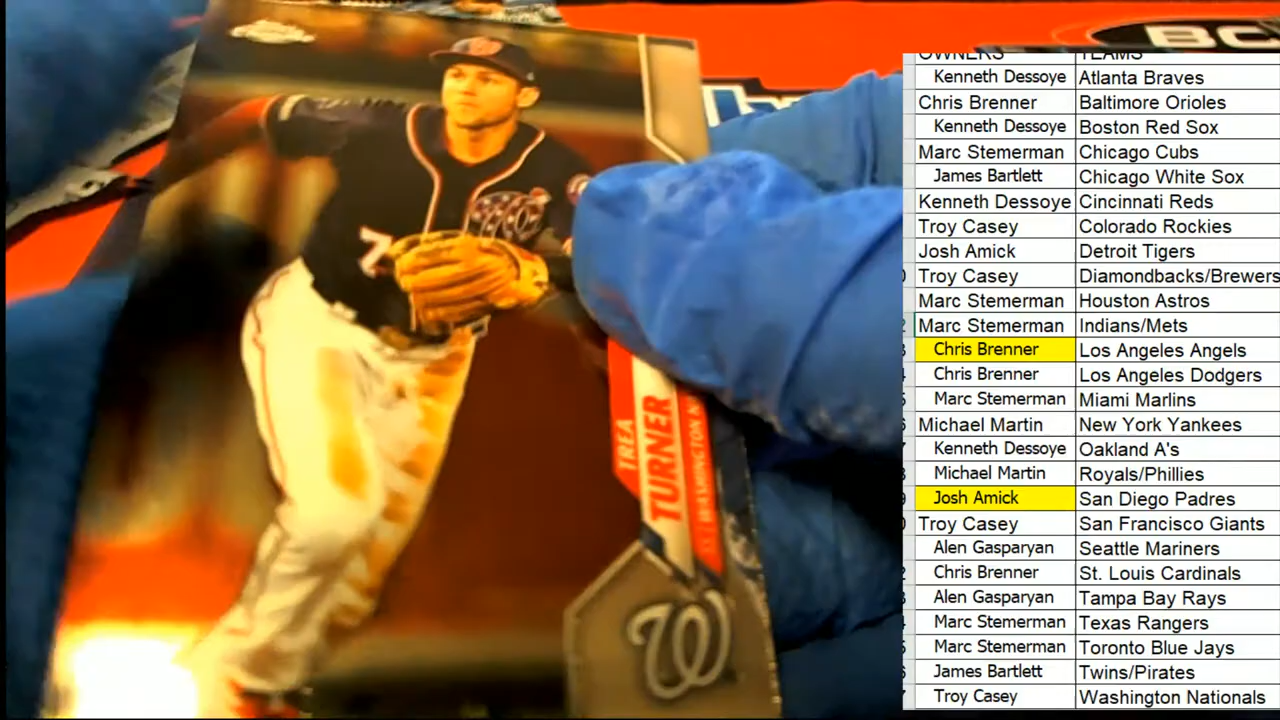 BC
OWNERS TEAMS
Kenneth Dessoye Atlanta Braves
Chris Brenner Baltimore Orioles
Kenneth Dessoye Boston Red Sox
Marc Stemerman Chicago Cubs
James Bartlett Chicago White Sox
Kenneth Dessoye Cincinnati Reds
Troy Casey Colorado Rockies
Josh Amick Detroit Tigers
Troy Casey Diamondbacks/Brewers
Marc Stemerman Houston Astros
Marc Stemerman Indians/Mets
Chris Brenner Los Angeles Angels
Chris Brenner Los Angeles Dodgers
Marc Stemerman Miami Marlins
Michael Martin New York Yankees
Kenneth Dessoye Oakland A's
Michael Martin Royals/Phillies
Josh Amick San Diego Padres
Troy Casey San Francisco Giants
Alen Gasparyan Seattle Mariners
Chris Brenner St. Louis Cardinals
Alen Gasparyan Tampa Bay Rays
Marc Stemerman Texas Rangers
Marc Stemerman Toronto Blue Jays
James Bartlett Twins/Pirates
Troy Casey Washington Nationals
7
TREA
TURNER
WASHINGTON N
W